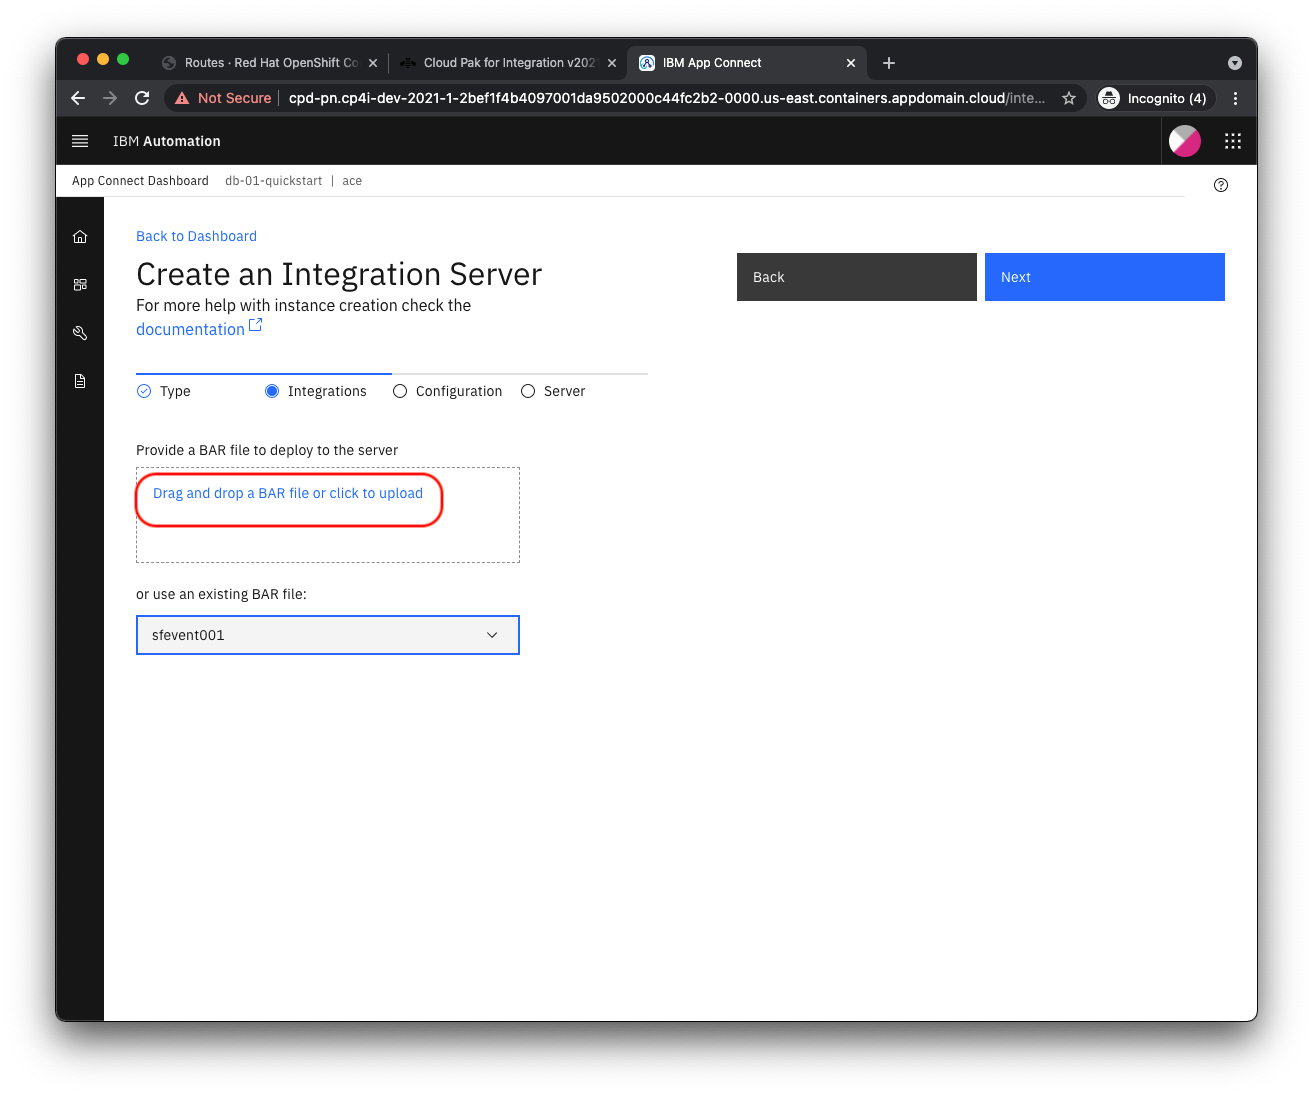 Routes · Red Hat OpenShift Co
Cloud Pak for Integration v202
IBM App Connect
Not Secure
cpd-pn.cp4i-dev-2021-1-2bef1f4b4097001da9502000c44fc2b2-0000.us-east.containers.appdomain.cloud/inte...
Incognito (4)
IBM Automation
App Connect Dashboard db-01-quickstart | ace
Back to Dashboard
Create an Integration Server
For more help with instance creation check the
documentation
Back
Next
Type
Integrations
Configuration
Server
Provide a BAR file to deploy to the server
Drag and drop a BAR file or click to upload
or use an existing BAR file:
sfevent001